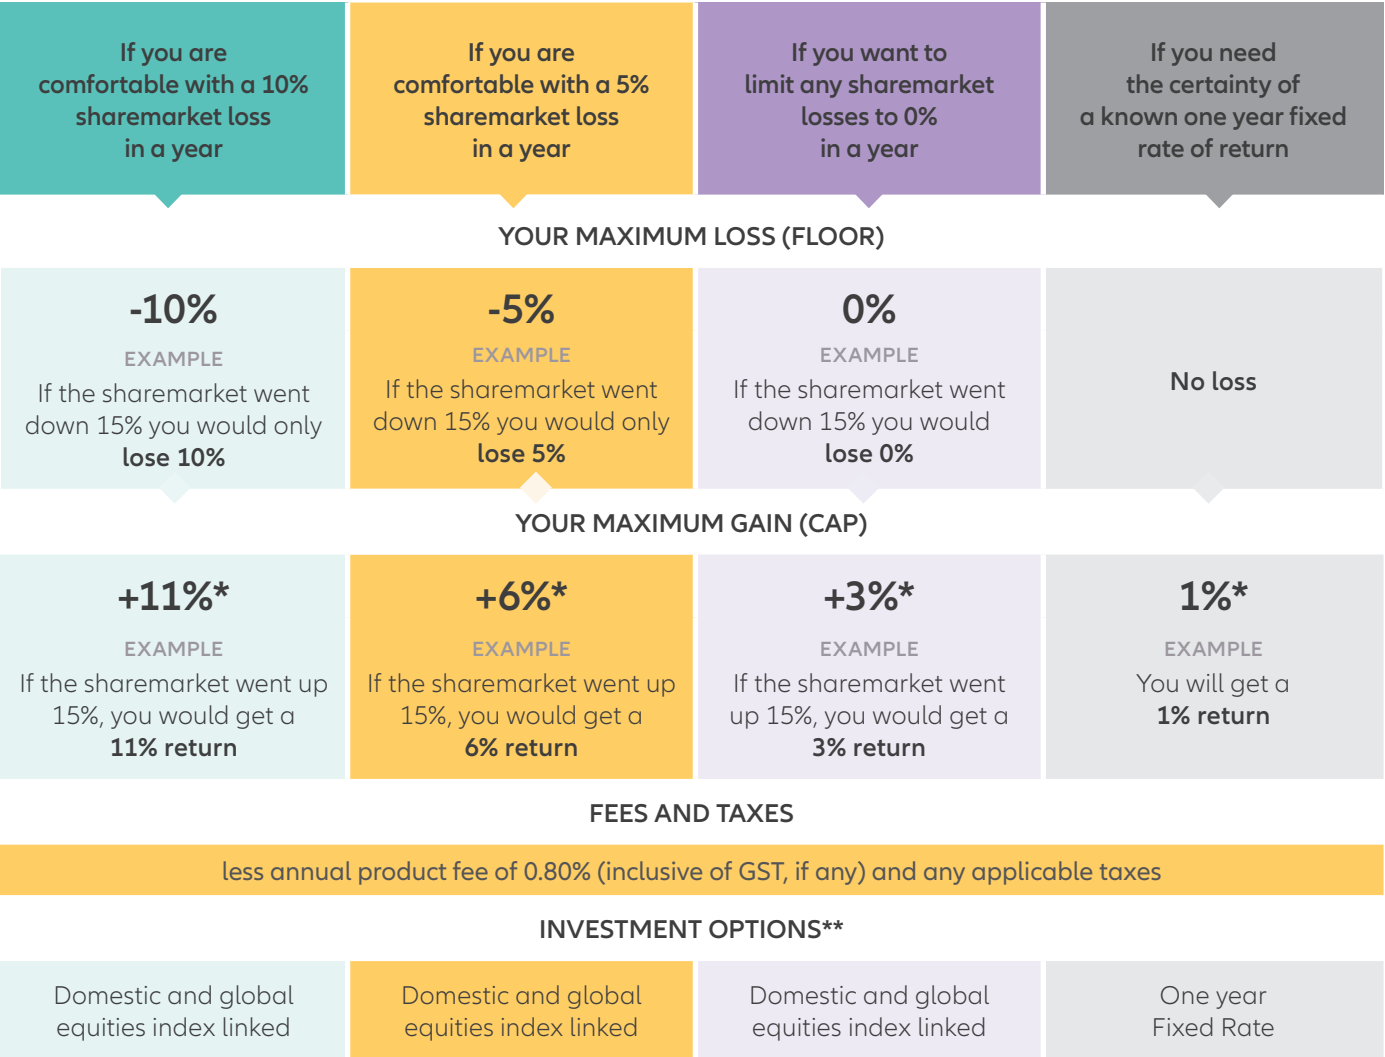 If you are
comfortable with a 10%
sharemarket loss
in a year
If you are
comfortable with a 5%
sharemarket loss
in a year
If you want to
limit any sharemarket
losses to 0%
in a year
If you need
the certainty of
a known one year fixed
rate of return
YOUR MAXIMUM LOSS (FLOOR)
-10%
EXAMPLE
If the sharemarket went
down 15% you would only
lose 10%
-5%
EXAMPLE
If the sharemarket went
down 15% you would only
lose 5%
0%
EXAMPLE
If the sharemarket went
down 15% you would
lose 0%
No loss
YOUR MAXIMUM GAIN (CAP)
+11%*
EXAMPLE
If the sharemarket went up
15%, you would get a
11% return
+6%*
EXAMPLE
If the sharemarket went up
15%, you would get a
6% return
+3%*
EXAMPLE
If the sharemarket went
up 15%, you would get a
3% return
1%*
EXAMPLE
You will get a
1% return
FEES AND TAXES
less annual product fee of 0.80% (inclusive of GST, if any) and any applicable taxes
INVESTMENT OPTIONS**
Domestic and global
equities index linked
Domestic and global
equities index linked
Domestic and global
equities index linked
One year
Fixed Rate